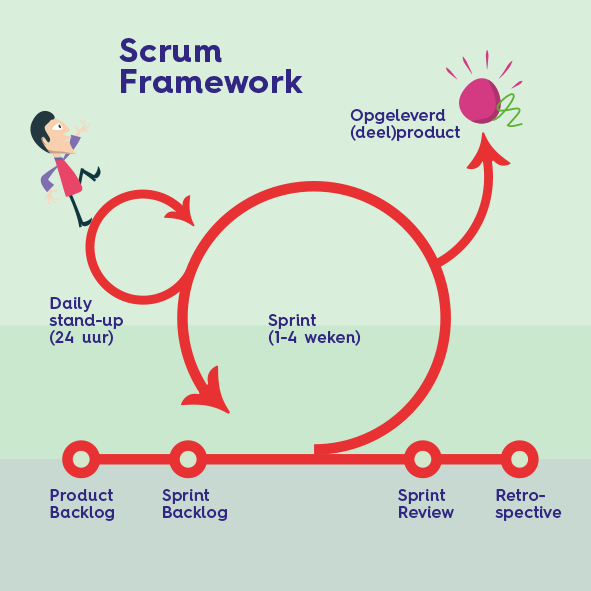 Scrum
Framework
Opgeleverd
(deel)product
Daily
stand-up
(24 uur)
Sprint
(1-4 weken)
Product
Backlog
Sprint
Backlog
Sprint
Review
Retro-
spective